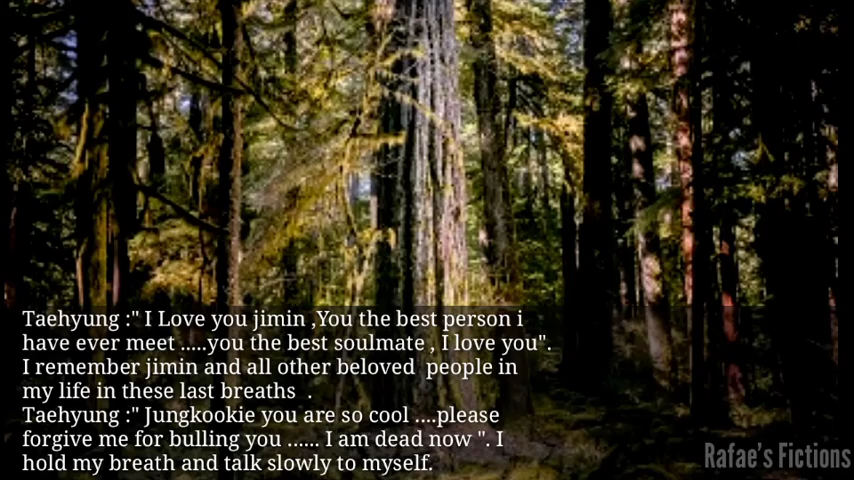 Taehyung :" I Love you jimin ,You the best person i
have ever meet .....you the best soulmate , I love you".
I remember jimin and all other beloved  people in
my life in these last breaths  .
Taehyung :" Jungkookie you are so cool ....please
forgive me for bulling you ...... I am dead now ". I
hold my breath and talk slowly to myself.
Rafae's Fictions